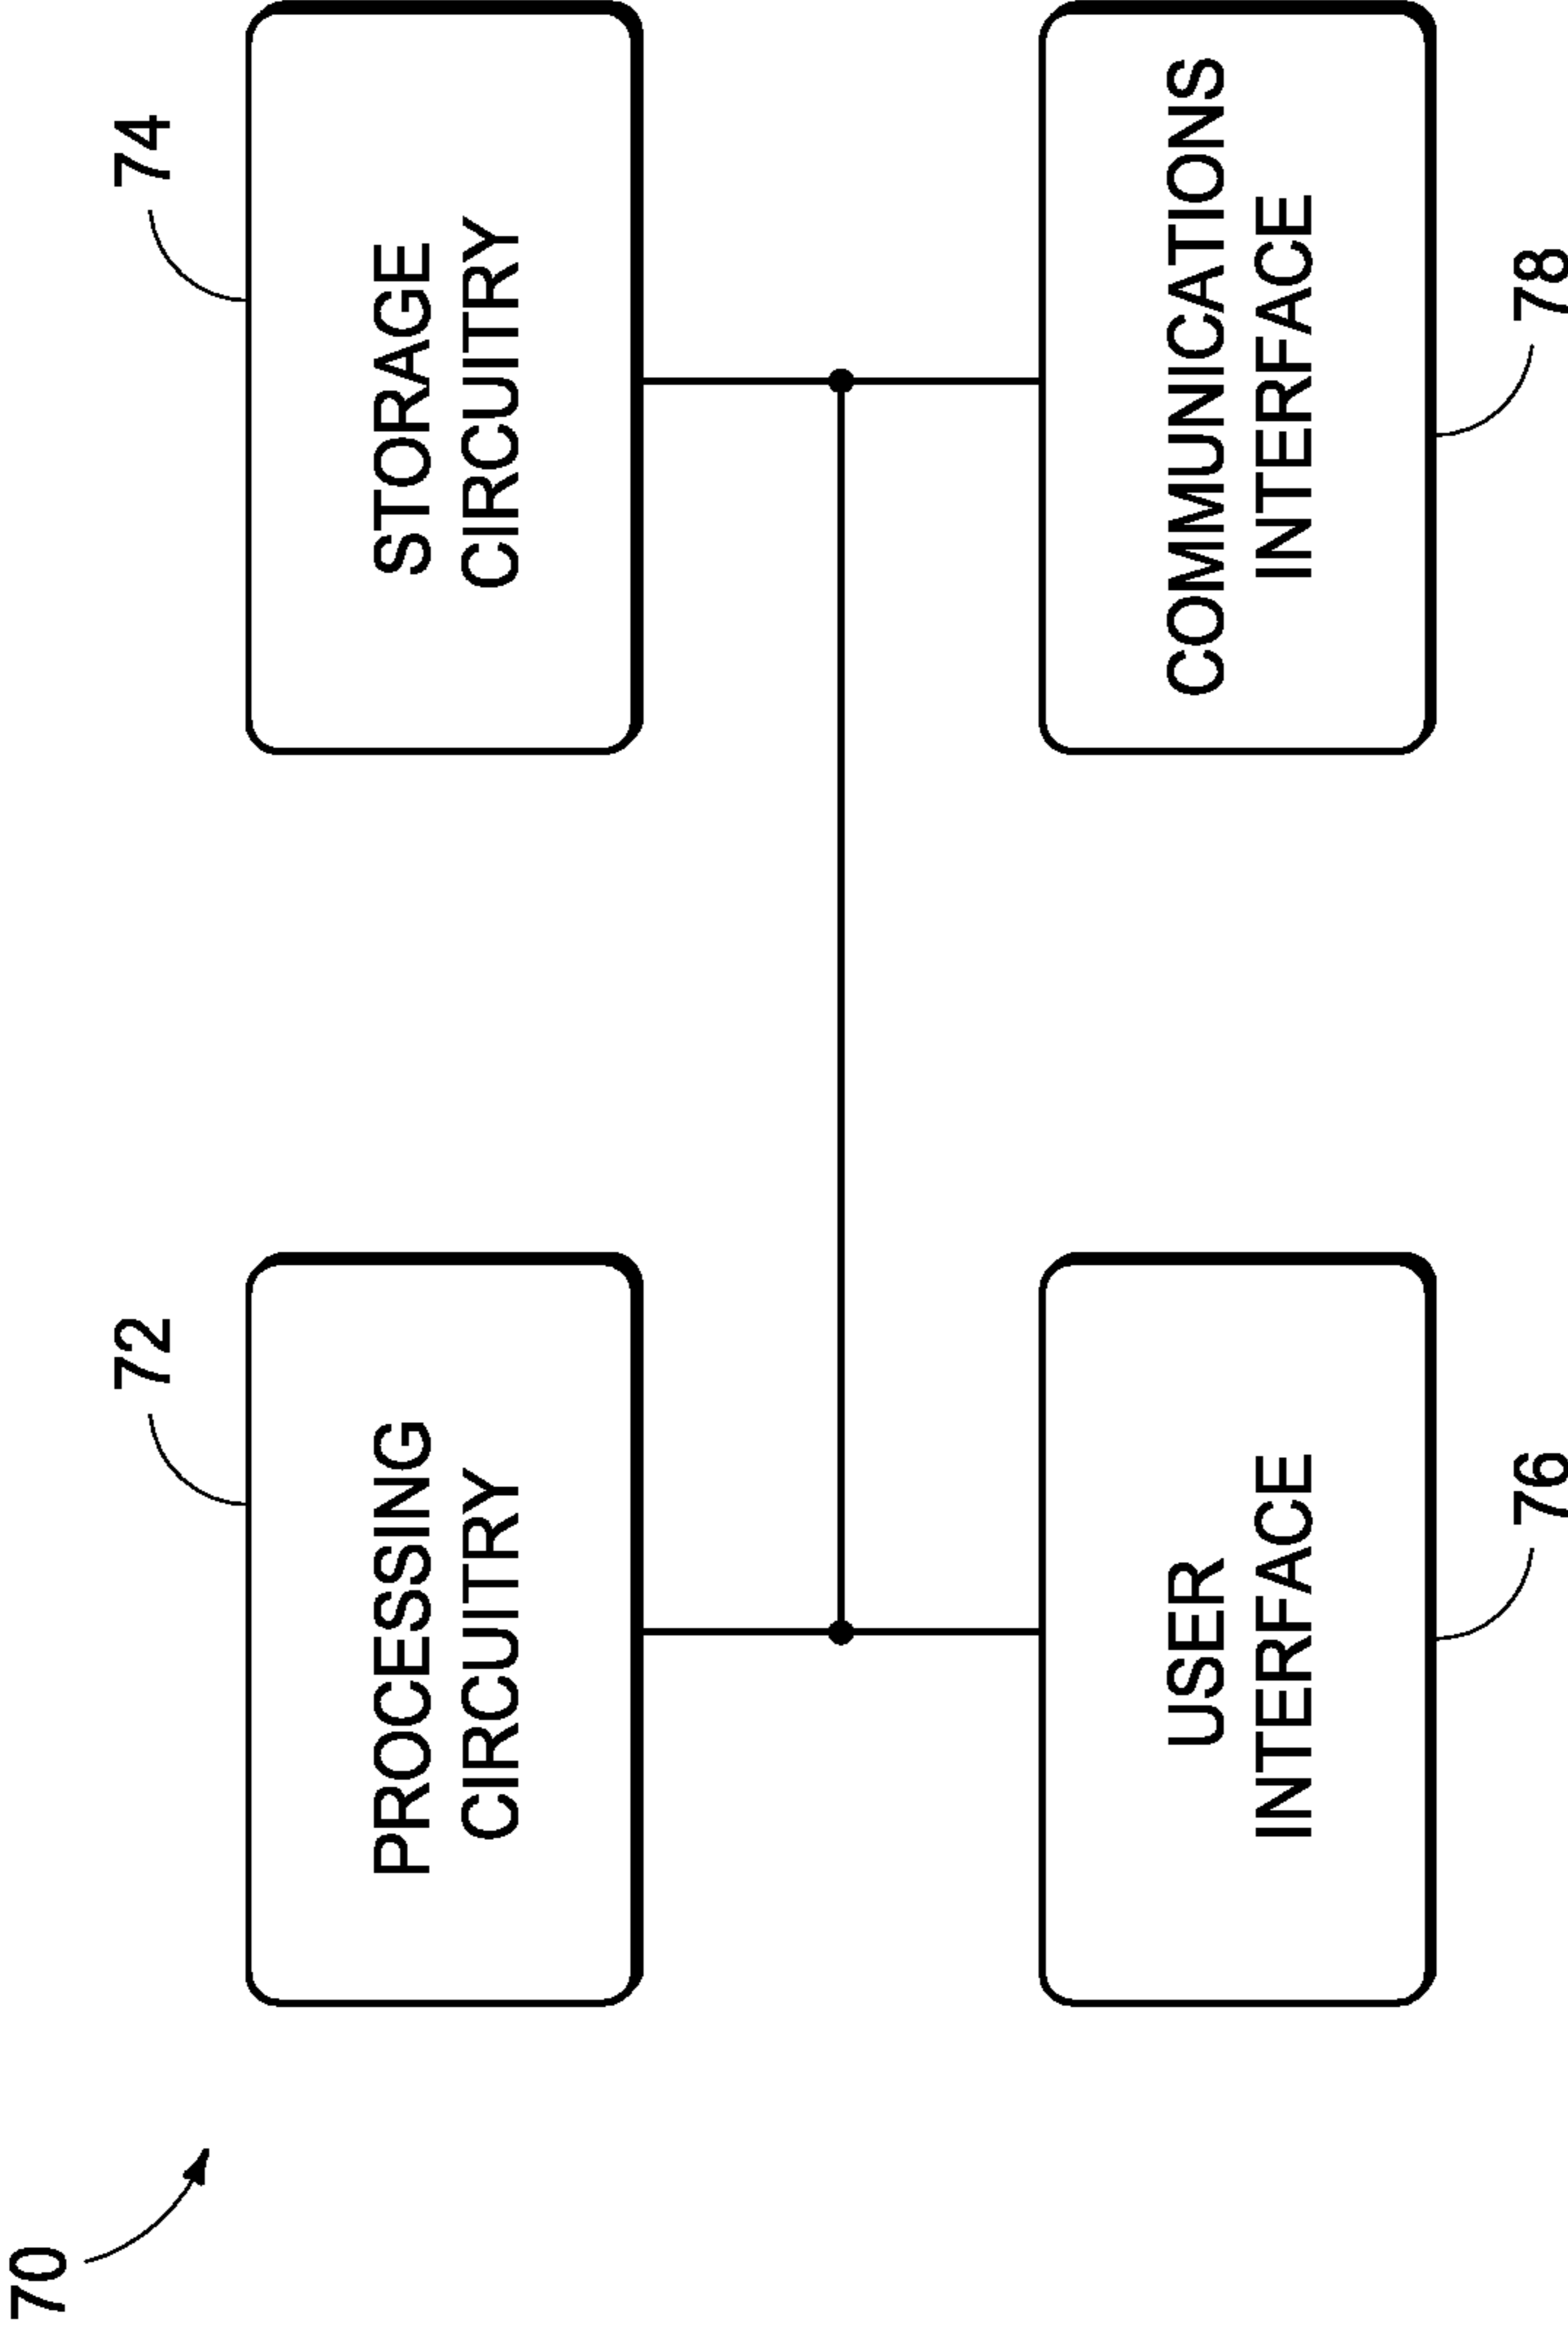 70
72
74
PROCESSING
CIRCUITRY
STORAGE
CIRCUITRY
USER
INTERFACE
COMMUNICATIONS
INTERFACE
76
78